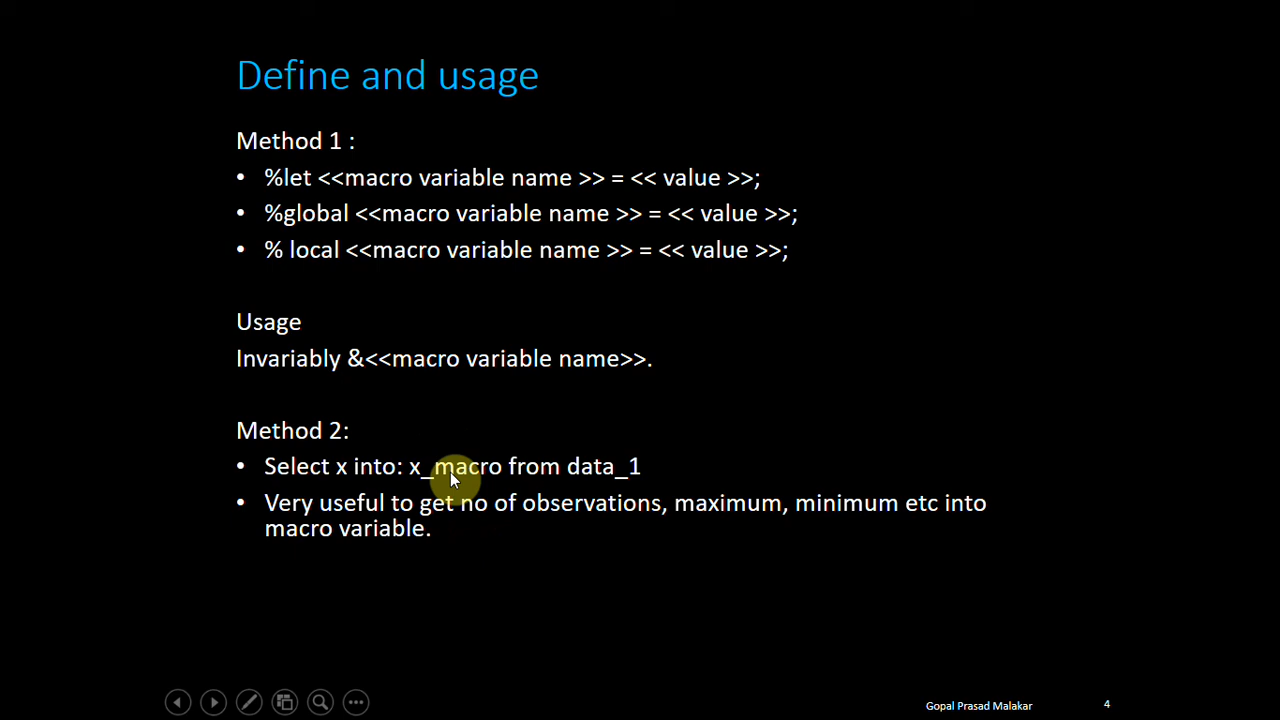 Define and usage
Method 1 :
• %let <<macro variable name >> = << value >>;
• %global <<macro variable name >> = << value >>;
• % local <<macro variable name >> = << value >>;
Usage
Invariably &<<macro variable name>>.
Method 2:
• Select x into: x_macro from data_1
• Very useful to get no of observations, maximum, minimum etc into
macro variable.
Gopal Prasad Malakar 4